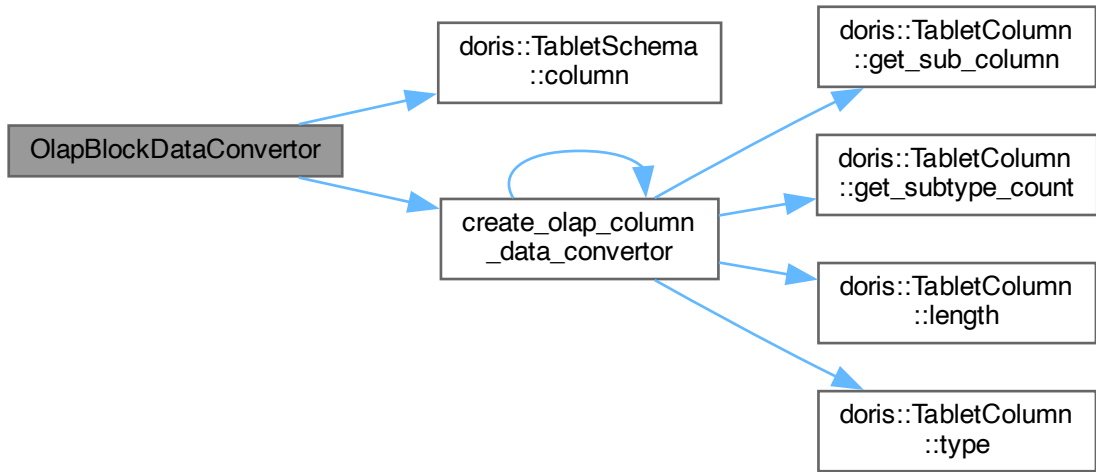 OlapBlockDataConvertor
doris::TabletSchema
::column
create_olap_column
_data_convertor
doris::TabletColumn
::get_sub_column
doris::TabletColumn
::get_subtype_count
doris::TabletColumn
::length
doris::TabletColumn
::type